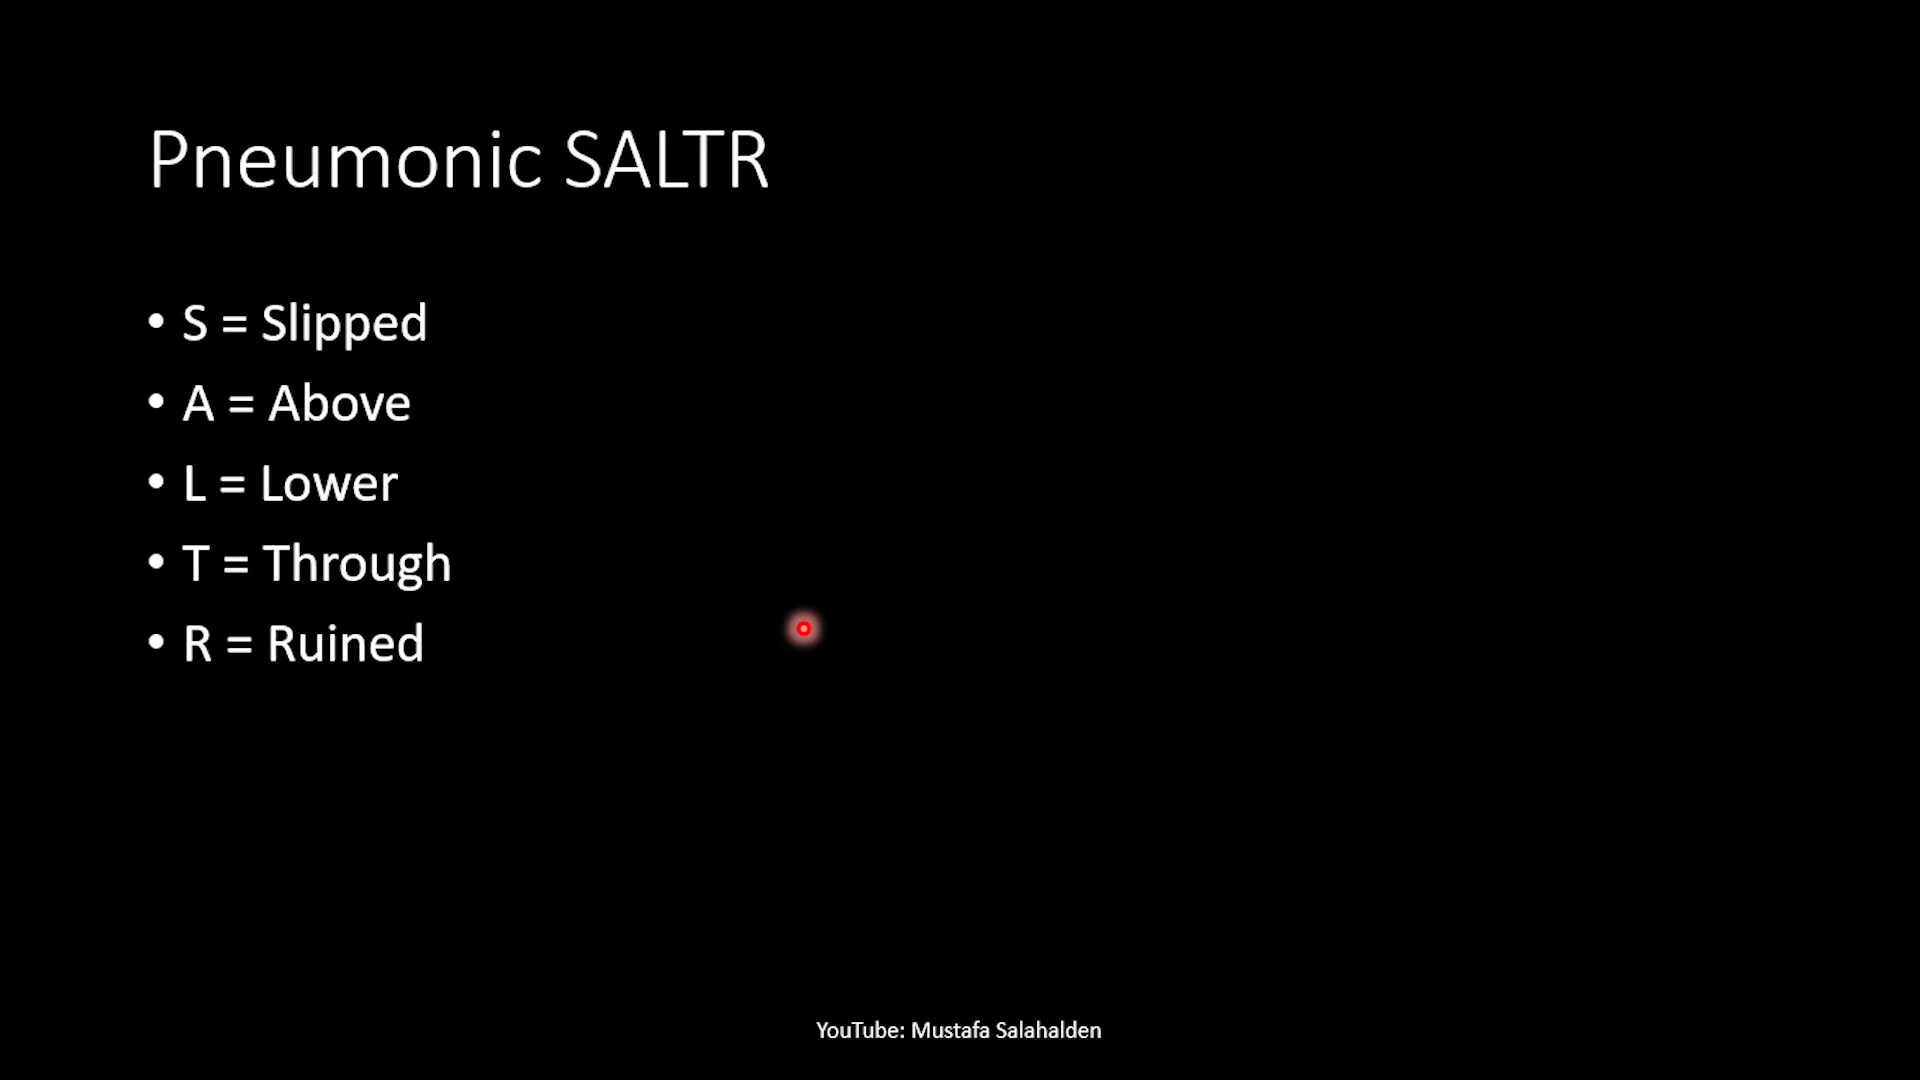 Pneumonic SALTR
• S = Slipped
• A = Above
• L = Lower
• T = Through
• R = Ruined
YouTube: Mustafa Salahalden